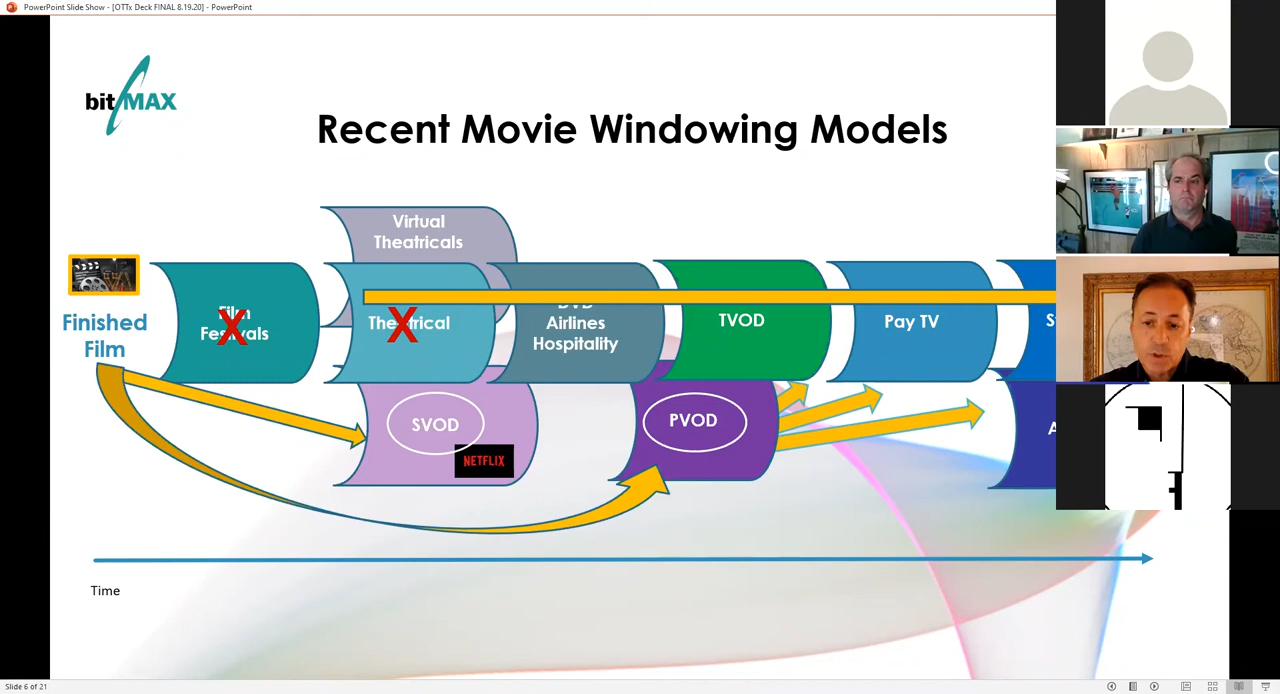 PowerPoint Slide Show - [OTTx Deck FINAL 8.19.20] - PowerPoint
bitMAX
Recent Movie Windowing Models
Virtual
Theatricals
Finished
Film
Film
Festivals
X
Theatrical
X
DVD
Airlines
Hospitality
TVOD
Pay TV
S
SVOD
NETFLIX
PVOD
A
Time
Slide 6 of 21